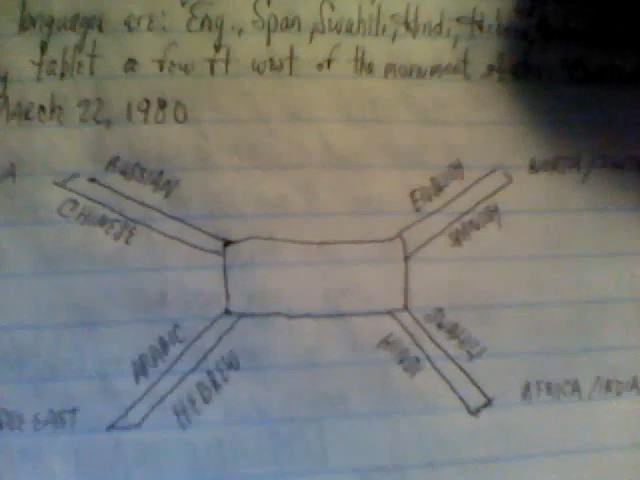 languages are: Eng., Span, Swahili, Hindi,
tablet a few ft west of the monument
March 22, 1980
RUSSIAN
CHINESE
ENGLISH
SPANISH
ARABIC
HEBREW
SWAHILI
HINDI
AFRICA/INDIA
EAST